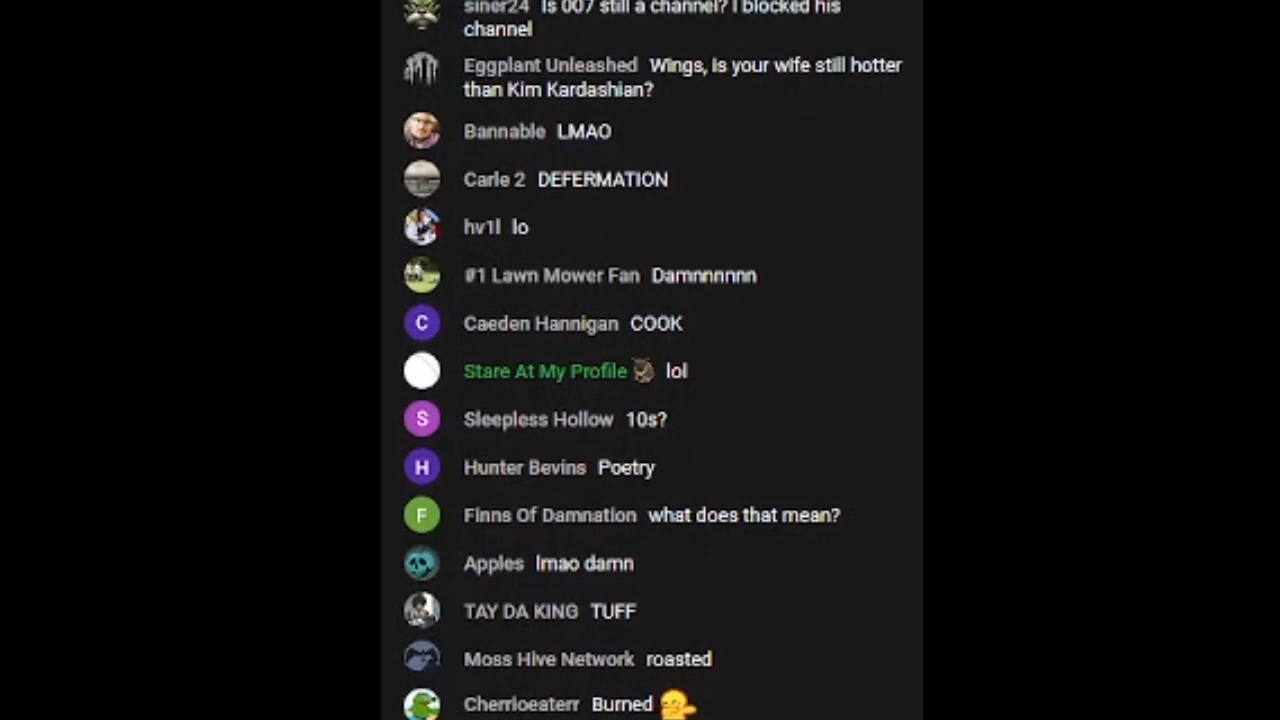 siner24 Is 007 still a channel? I blocked his
channel
Eggplant Unleashed Wings, is your wife still hotter
than Kim Kardashian?
Bannable LMAO
Carle 2 DEFERMATION
hv1l lo
#1 Lawn Mower Fan Damnnnnnn
C Caeden Hannigan COOK
Stare At My Profile lol
S Sleepless Hollow 10s?
H Hunter Bevins Poetry
F Finns Of Damnation what does that mean?
Apples lmao damn
TAY DA KING TUFF
Moss Hive Network roasted
Cherrioeaterr Burned